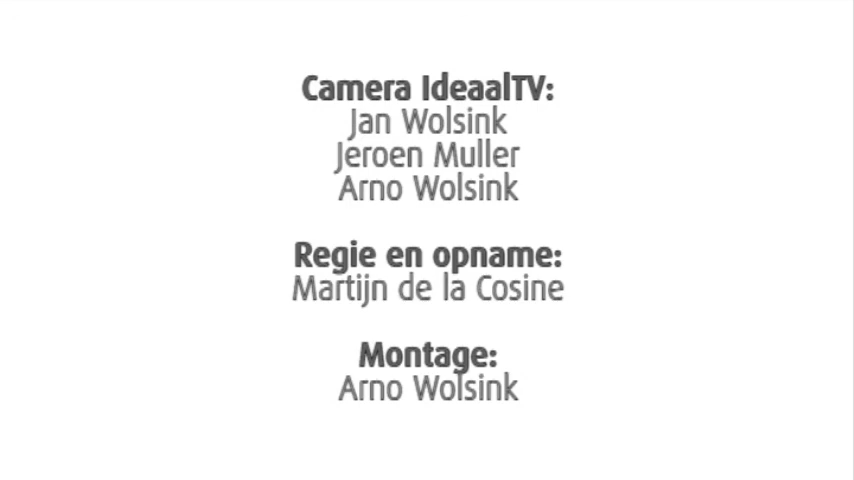 Camera IdeaalTV:
Jan Wolsink
Jeroen Muller
Arno Wolsink
Regie en opname:
Martijn de la Cosine
Montage:
Arno Wolsink